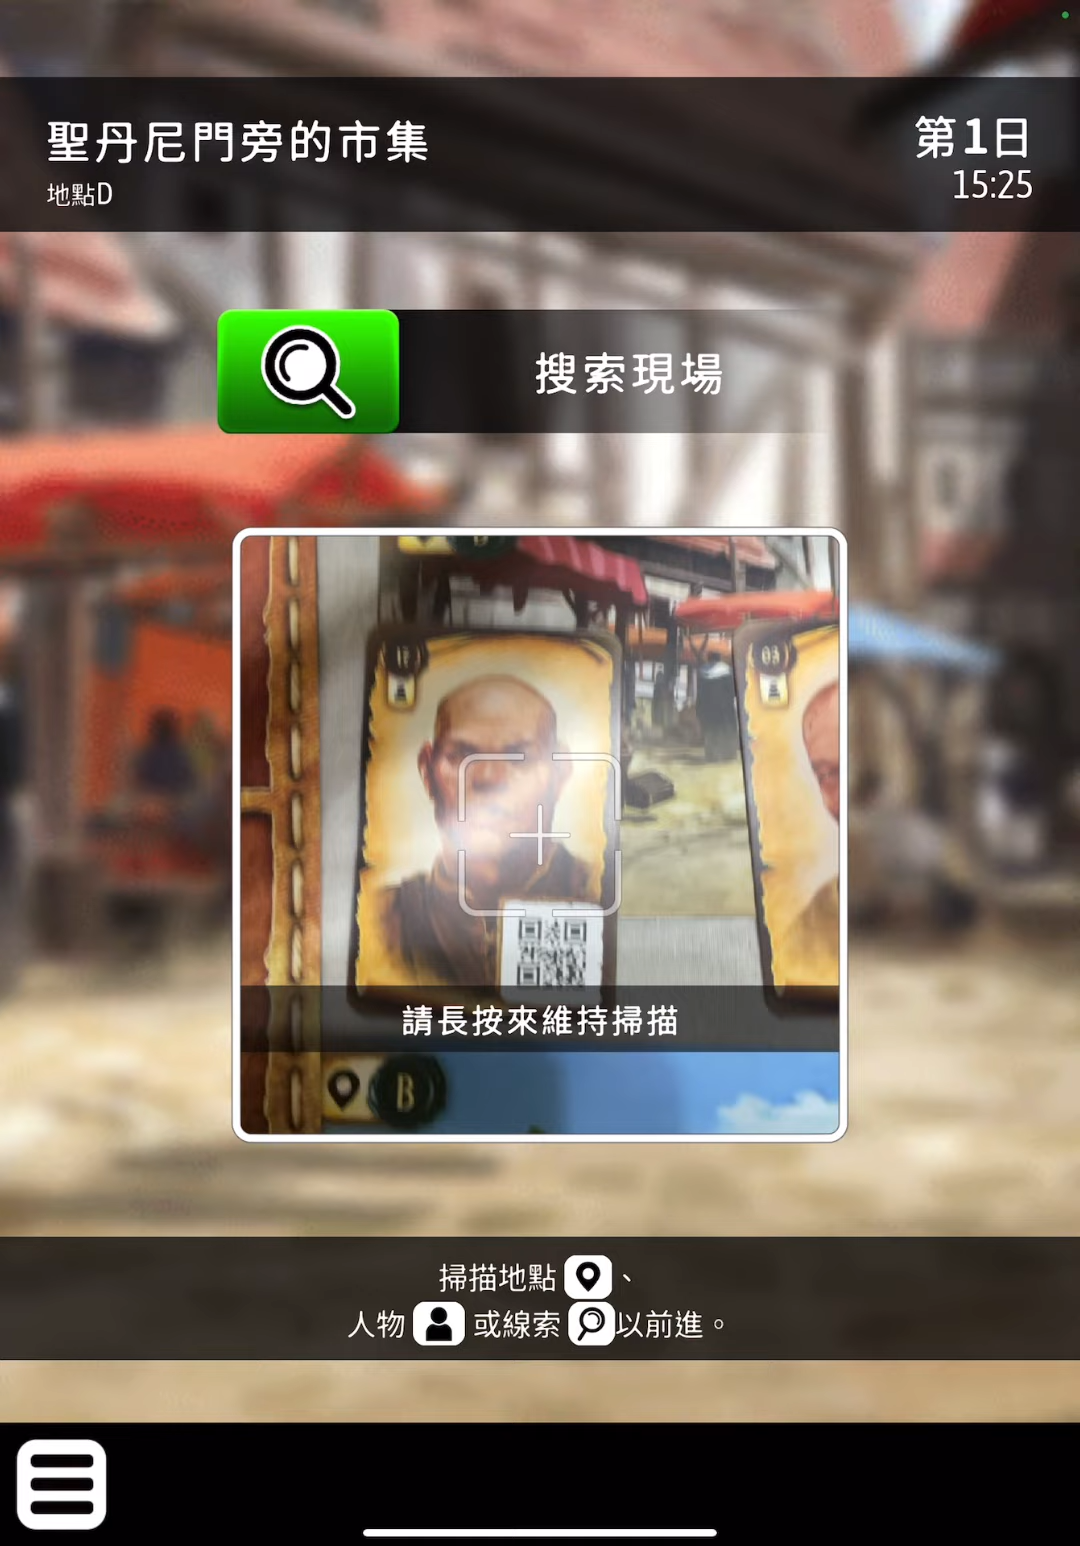 聖丹尼門旁的市集
地點D
第1日
15:25
搜索現場
03
請長按來維持掃描
B
掃描地點、
人物 或線索 以前進。